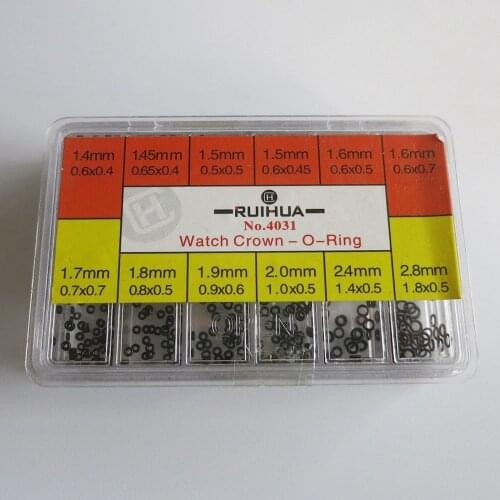 1.4mm 1.45mm 1.5mm 1.5mm 1.6mm 1.6mm
0.6x0.4 0.65x0.4 0.5x0.5 0.6x0.45 0.6x0.5 0.6x0.7
RUIHUA
No.4031
Watch Crown - O-Ring
1.7mm 1.8mm 1.9mm 2.0mm 2.4mm 2.8mm
0.7x0.7 0.8x0.5 0.9x0.6 1.0x0.5 1.4x0.5 1.8x0.5